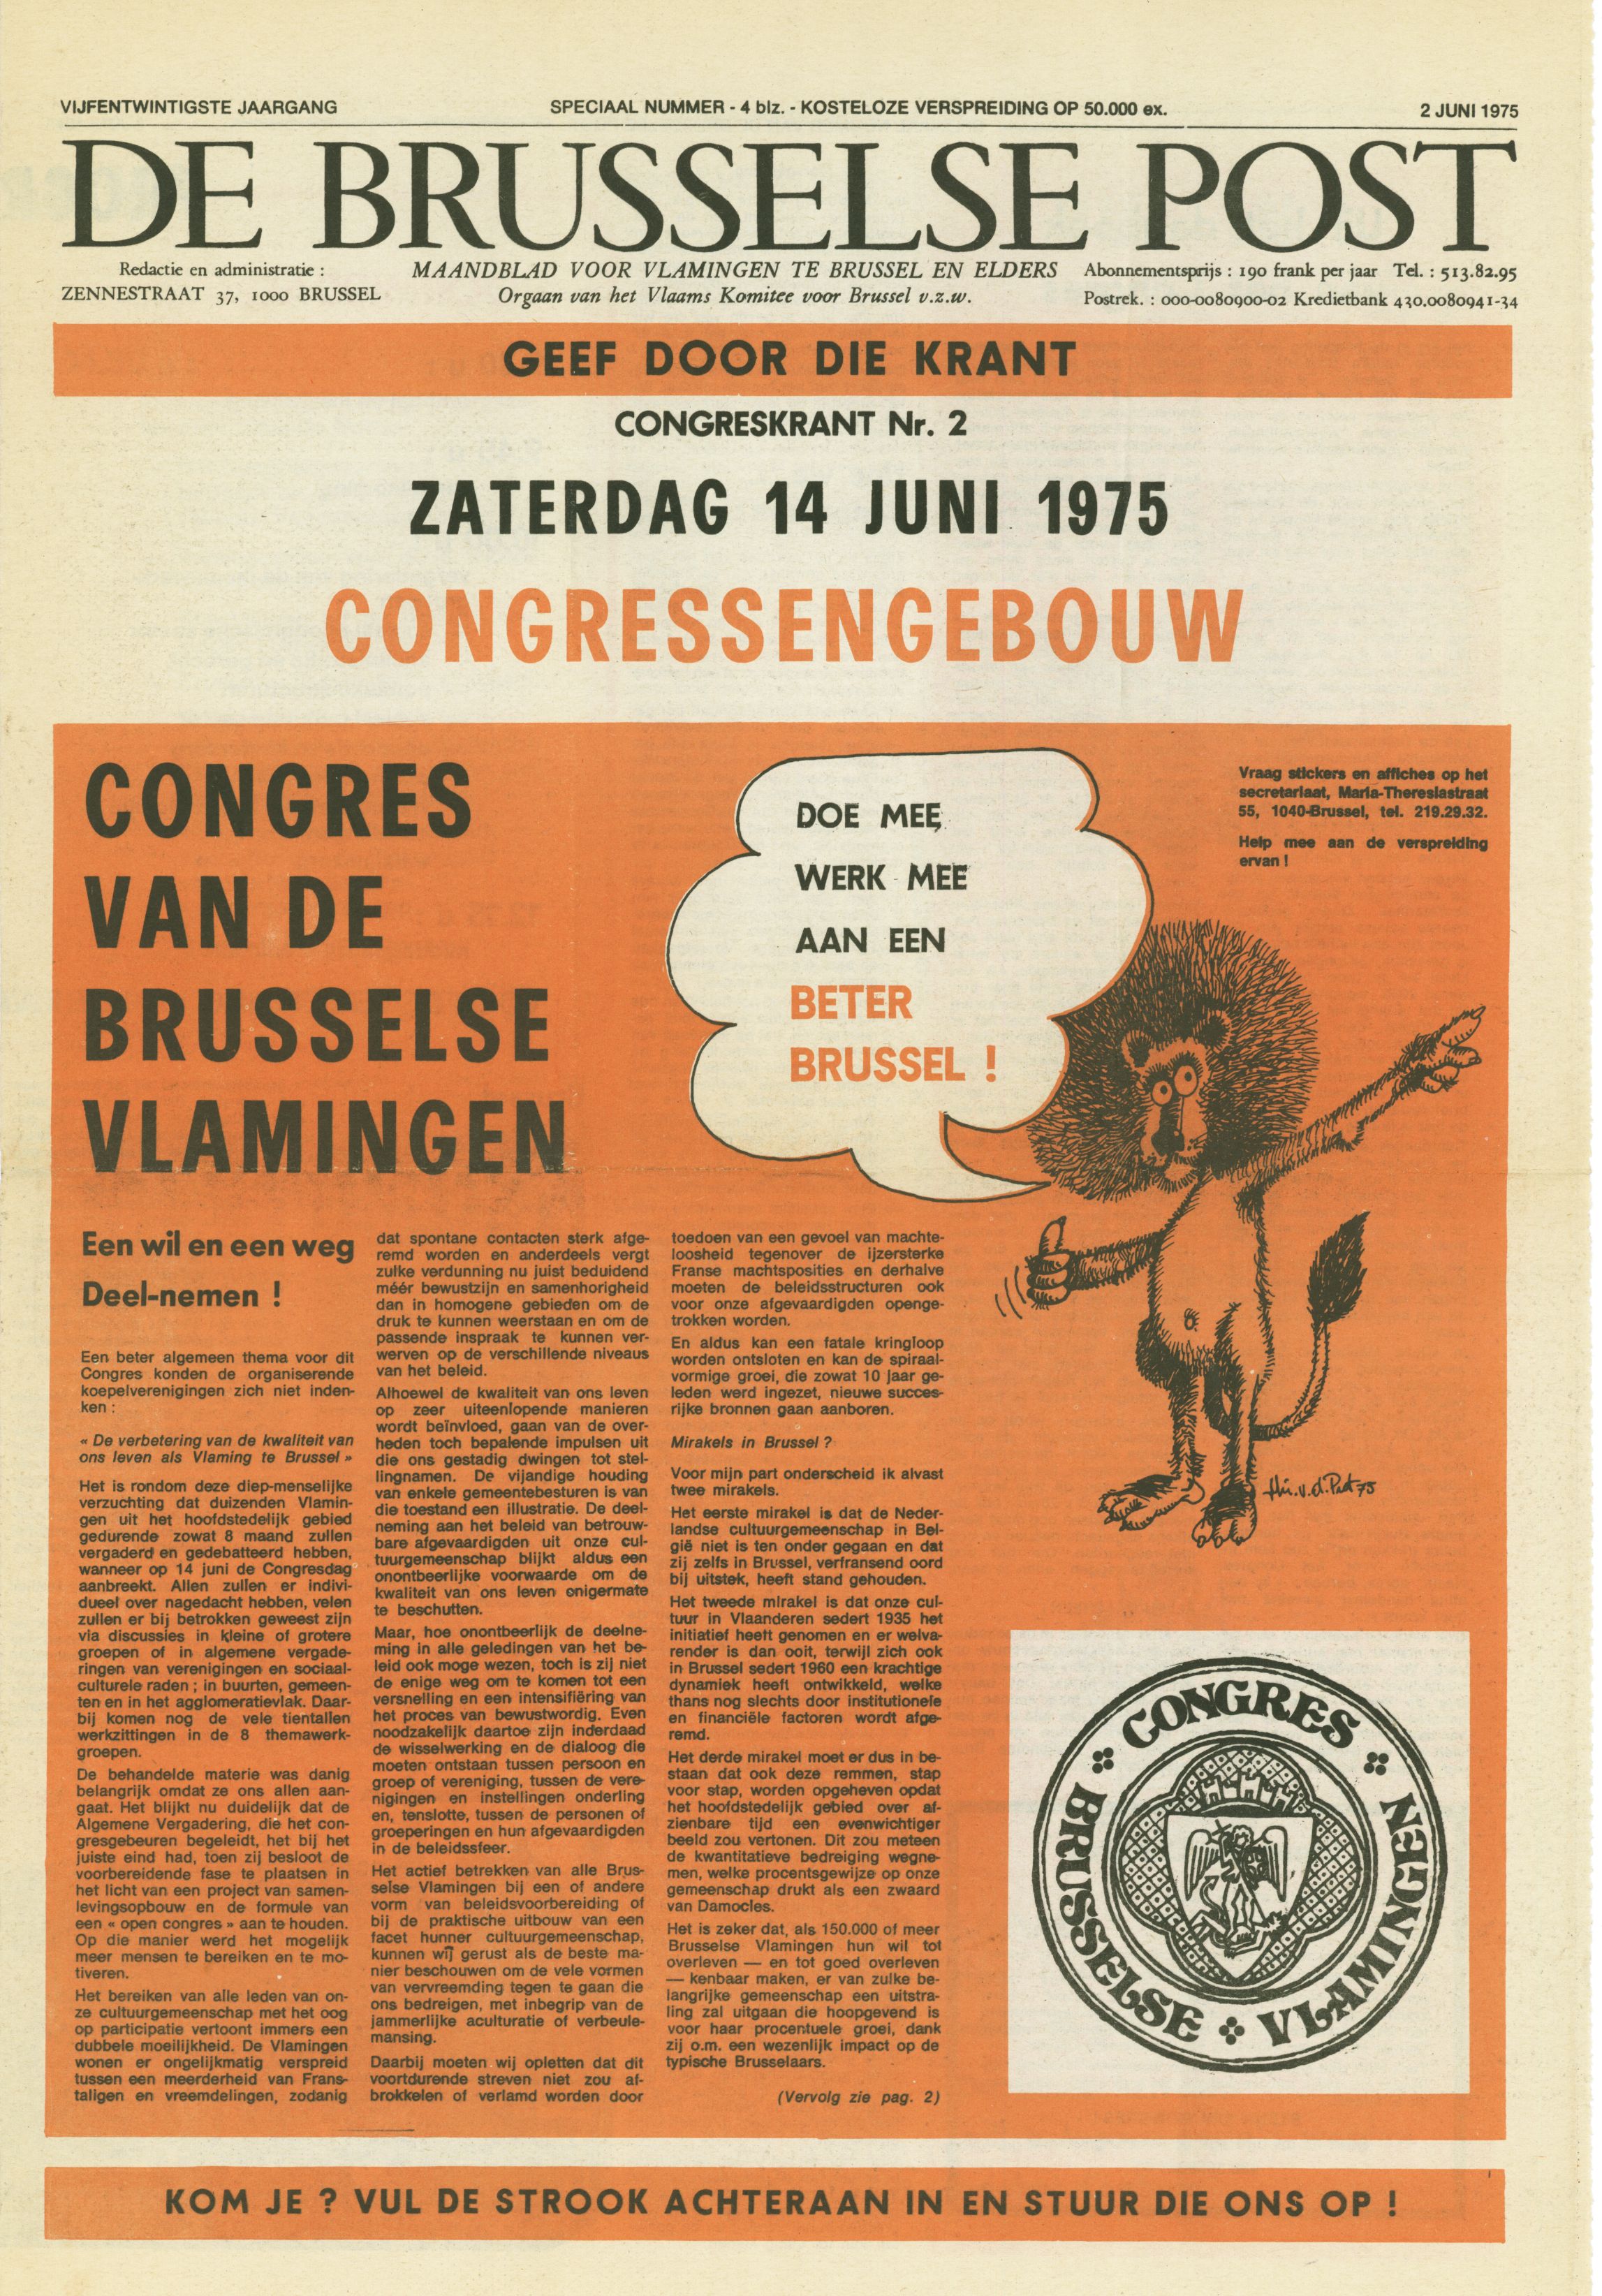 VIJFENTWINTIGSTE JAARGANG
SPECIAAL NUMMER - 4 blz. - KOSTELOZE VERSPREIDING OP 50.000 ex.
2 JUNI 1975
DE BRUSSELSE POST
Redactie en administratie :
ZENNESTRAAT 37, 1000 BRUSSEL
MAANDBLAD VOOR VLAMINGEN TE BRUSSEL EN ELDERS
Orgaan van het Vlaams Komitee voor Brussel v.z.w.
Abonnementsprijs : 190 frank per jaar Tel. : 513.82.95
Postrek. : 000-0080900-02 Kredietbank 430.0080941-34
GEEF DOOR DIE KRANT
CONGRESKRANT Nr. 2
ZATERDAG 14 JUNI 1975
CONGRESSENGEBOUW
CONGRES
VAN DE
BRUSSELSE
VLAMINGEN
DOE MEE
WERK MEE
AAN EEN
BETER
BRUSSEL !
Vraag stickers en affiches op het
secretariaat, Maria-Theresiastraat
55, 1040-Brussel, tel. 219.29.32.
Help mee aan de verspreiding
ervan !
Een wil en een weg
Deel-nemen !
Een beter algemeen thema voor dit
Congres konden de organiserende
koepelverenigingen zich niet inden-
ken :
« De verbetering van de kwaliteit van
ons leven als Vlaming te Brussel »
Het is rondom deze diep-menselijke
verzuchting dat duizenden Vlamin-
gen uit het hoofdstedelijk gebied
gedurende zowat 8 maand zullen
vergaderd en gedebatteerd hebben,
wanneer op 14 juni de Congresdag
aanbreekt. Allen zullen er indivi-
dueel over nagedacht hebben, velen
zullen er bij betrokken geweest zijn
via discussies in kleine of grotere
groepen of in algemene vergade-
ringen van verenigingen en sociaal-
culturele raden ; in buurten, gemeen-
ten en in het agglomeratievlak. Daar-
bij komen nog de vele tientallen
werkzittingen in de 8 themawerk-
groepen.
De behandelde materie was danig
belangrijk omdat ze ons allen aan-
gaat. Het blijkt nu duidelijk dat de
Algemene Vergadering, die het con-
gresgebeuren begeleidt, het bij het
juiste eind had, toen zij besloot de
voorbereidende fase te plaatsen in
het licht van een project van samen-
levingsopbouw en de formule van
een « open congres » aan te houden.
Op die manier werd het mogelijk
meer mensen te bereiken en te mo-
tiveren.
Het bereiken van alle leden van on-
ze cultuurgemeenschap met het oog
op participatie vertoont immers een
dubbele moeilijkheid. De Vlamingen
wonen er ongelijkmatig verspreid
tussen een meerderheid van Frans-
taligen en vreemdelingen, zodanig
dat spontane contacten sterk afge-
remd worden en anderdeels vergt
zulke verdunning nu juist beduidend
méér bewustzijn en samenhorigheid
dan in homogene gebieden om de
druk te kunnen weerstaan en om de
passende inspraak te kunnen ver-
werven op de verschillende niveaus
van het beleid.
Alhoewel de kwaliteit van ons leven
op zeer uiteenlopende manieren
wordt beïnvloed, gaan van de over-
heden toch bepalende impulsen uit
die ons gestadig dwingen tot stel-
lingnamen. De vijandige houding
van enkele gemeentebesturen is van
die toestand een illustratie. De deel-
neming aan het beleid van betrouw-
bare afgevaardigden uit onze cul-
tuurgemeenschap blijkt aldus een
onontbeerlijke voorwaarde om de
kwaliteit van ons leven enigermate
te beschutten.
Maar, hoe onontbeerlijk de deelne-
ming in alle geledingen van het be-
leid ook moge wezen, toch is zij niet
de enige weg om te komen tot een
versnelling en een intensifiëring van
het proces van bewustwordig. Even
noodzakelijk daartoe zijn inderdaad
de wisselwerking en de dialoog die
moeten ontstaan tussen persoon en
groep of vereniging, tussen de vere-
nigingen en instellingen onderling
en, tenslotte, tussen de personen of
groeperingen en hun afgevaardigden
in de beleidssfeer.
Het actief betrekken van alle Brus-
selse Vlamingen bij een of andere
vorm van beleidsvoorbereiding of
bij de praktische uitbouw van een
facet hunner cultuurgemeenschap,
kunnen wij gerust als de beste ma-
nier beschouwen om de vele vormen
van vervreemding tegen te gaan die
ons bedreigen, met inbegrip van de
jammerlijke aculturatie of verbeule-
mansing.
Daarbij moeten wij opletten dat dit
voortdurende streven niet zou af-
brokkelen of verlamd worden door
toedoen van een gevoel van machte-
loosheid tegenover de ijzersterke
Franse machtsposities en derhalve
moeten de beleidsstructuren ook
voor onze afgevaardigden openge-
trokken worden.
En aldus kan een fatale kringloop
worden ontsloten en kan de spiraal-
vormige groei, die zowat 10 jaar ge-
leden werd ingezet, nieuwe succes-
rijke bronnen gaan aanboren.
Mirakels in Brussel ?
Voor mijn part onderscheid ik alvast
twee mirakels.
Het eerste mirakel is dat de Neder-
landse cultuurgemeenschap in Bel-
gië niet is ten onder gegaan en dat
zij zelfs in Brussel, verfransend oord
bij uitstek, heeft stand gehouden.
Het tweede mirakel is dat onze cul-
tuur in Vlaanderen sedert 1935 het
initiatief heeft genomen en er welva-
render is dan ooit, terwijl zich ook
in Brussel sedert 1960 een krachtige
dynamiek heeft ontwikkeld, welke
thans nog slechts door institutionele
en financiële factoren wordt afge-
remd.
Het derde mirakel moet er dus in be-
staan dat ook deze remmen, stap
voor stap, worden opgeheven opdat
het hoofdstedelijk gebied over af-
zienbare tijd een evenwichtiger
beeld zou vertonen. Dit zou meteen
de kwantitatieve bedreiging wegne-
men, welke procentsgewijze op onze
gemeenschap drukt als een zwaard
van Damocles.
Het is zeker dat, als 150.000 of meer
Brusselse Vlamingen hun wil tot
overleven — en tot goed overleven
— kenbaar maken, er van zulke be-
langrijke gemeenschap een uitstra-
ling zal uitgaan die hoopgevend is
voor haar procentuele groei, dank
zij o.m. een wezenlijk impact op de
typische Brusselaars.
(Vervolg zie pag. 2)
CONGRES
BRUSSELSE
VLAMINGEN
KOM JE ? VUL DE STROOK ACHTERAAN IN EN STUUR DIE ONS OP !